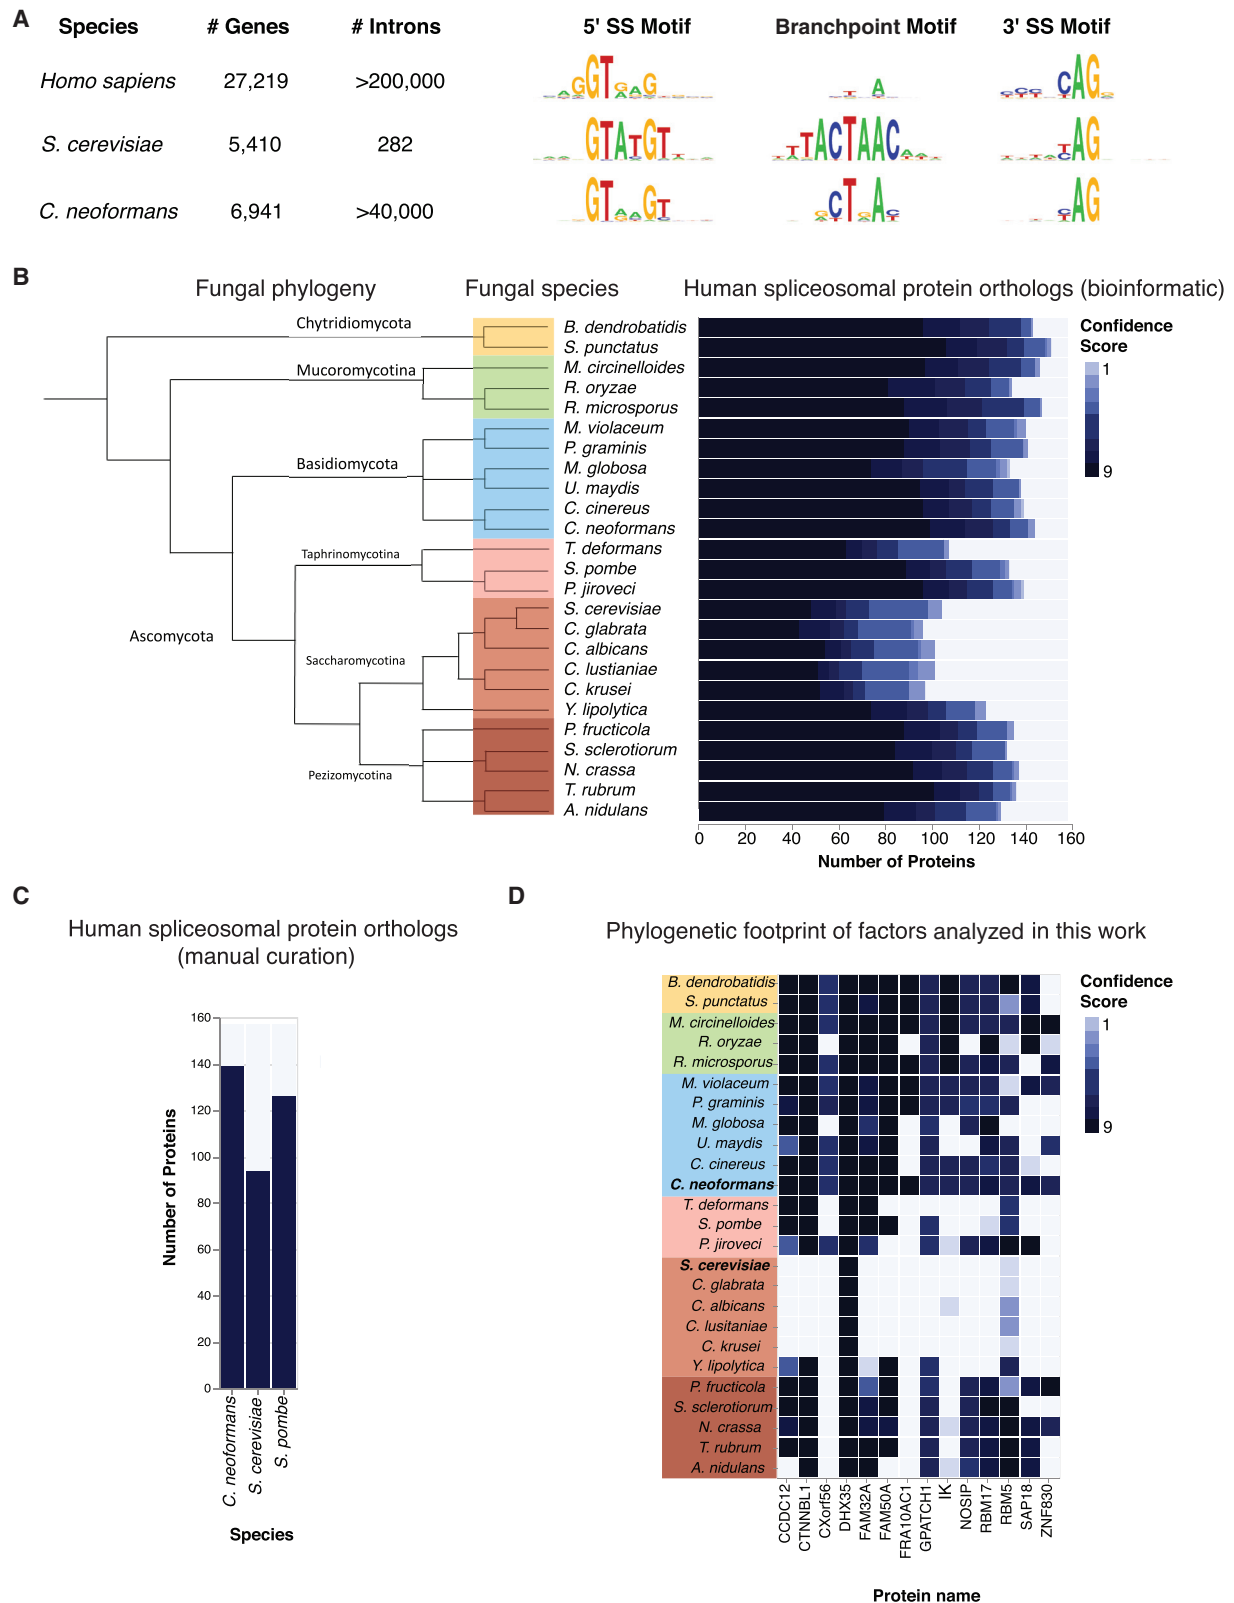 A
Species # Genes # Introns 5' SS Motif Branchpoint Motif 3' SS Motif
Homo sapiens 27,219 >200,000
S. cerevisiae 5,410 282
C. neoformans 6,941 >40,000
B
Fungal phylogeny Fungal species Human spliceosomal protein orthologs (bioinformatic)
Chytridiomycota
Mucoromycotina
Basidiomycota
Taphrinomycotina
Ascomycota
Saccharomycotina
Pezizomycotina
B. dendrobatidis
S. punctatus
M. circinelloides
R. oryzae
R. microsporus
M. violaceum
P. graminis
M. globosa
U. maydis
C. cinereus
C. neoformans
T. deformans
S. pombe
P. jiroveci
S. cerevisiae
C. glabrata
C. albicans
C. lustianiae
C. krusei
Y. lipolytica
P. fructicola
S. sclerotiorum
N. crassa
T. rubrum
A. nidulans
0 20 40 60 80 100 120 140 160
Number of Proteins
Confidence
Score
1
9
C
Human spliceosomal protein orthologs
(manual curation)
Number of Proteins
160
140
120
100
80
60
40
20
0
C. neoformans
S. cerevisiae
S. pombe
Species
D
Phylogenetic footprint of factors analyzed in this work
B. dendrobatidis
S. punctatus
M. circinelloides
R. oryzae
R. microsporus
M. violaceum
P. graminis
M. globosa
U. maydis
C. cinereus
C. neoformans
T. deformans
S. pombe
P. jiroveci
S. cerevisiae
C. glabrata
C. albicans
C. lusitaniae
C. krusei
Y. lipolytica
P. fructicola
S. sclerotiorum
N. crassa
T. rubrum
A. nidulans
CCDC12
CTNNBL1
CXorf56
DHX35
FAM32A
FAM50A
FRA10AC1
GPATCH1
IK
NOSIP
RBM17
RBM5
SAP18
ZNF830
Protein name
Confidence
Score
1
9